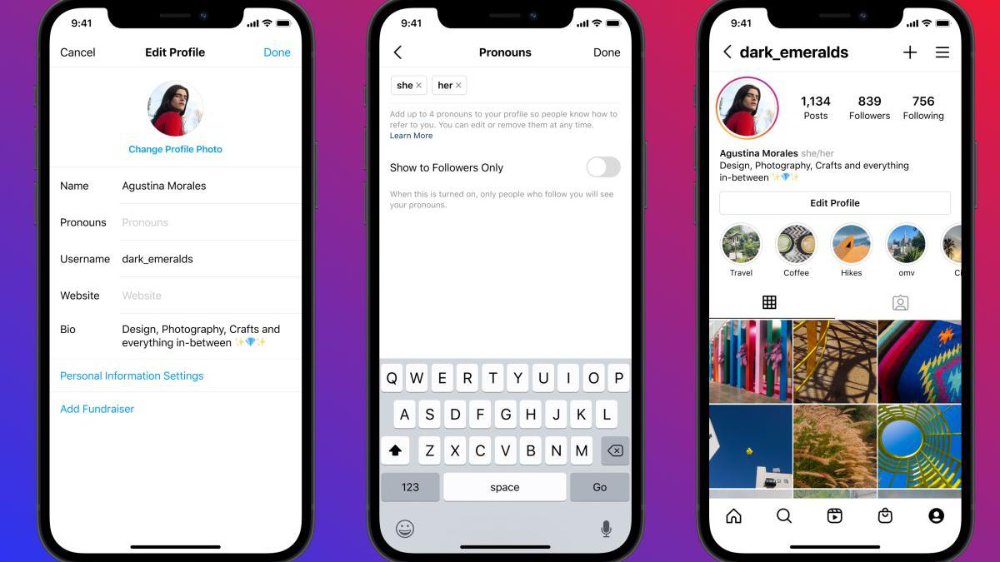 9:41
Cancel Edit Profile Done
Change Profile Photo
Name Agustina Morales
Pronouns Pronouns
Username dark_emeralds
Website Website
Bio Design, Photography, Crafts and
everything in-between ✨💎✨
Personal Information Settings
Add Fundraiser
9:41
Pronouns Done
she × her ×
Add up to 4 pronouns to your profile so people know how to
refer to you. You can edit or remove them at any time.
Learn More
Show to Followers Only
When this is turned on, only people who follow you will see
your pronouns.
Q W E R T Y U I O P
A S D F G H J K L
Z X C V B N M
123 space Go
9:41
dark_emeralds
1,134 839 756
Posts Followers Following
Agustina Morales she/her
Design, Photography, Crafts and everything
in-between ✨💎✨
Edit Profile
Travel Coffee Hikes omv Ci